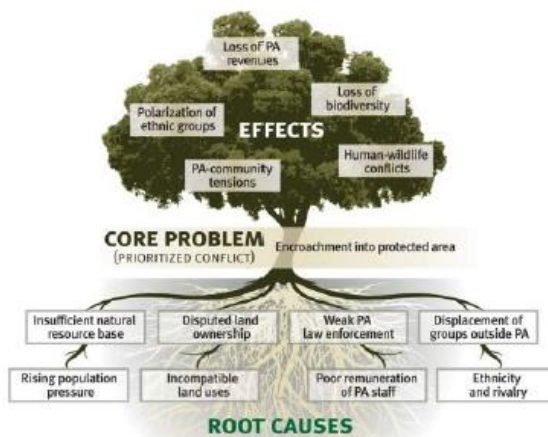 Loss of PA
revenues
Loss of
biodiversity
Polarization of
ethnic groups
EFFECTS
Human-wildlife
conflicts
PA-community
tensions
CORE PROBLEM
(PRIORITIZED CONFLICT)
Encroachment into protected area
Insufficient natural
resource base
Disputed land
ownership
Weak PA
law enforcement
Displacement of
groups outside PA
Rising population
pressure
Incompatible
land uses
Poor remuneration
of PA staff
Ethnicity
and rivalry
ROOT CAUSES